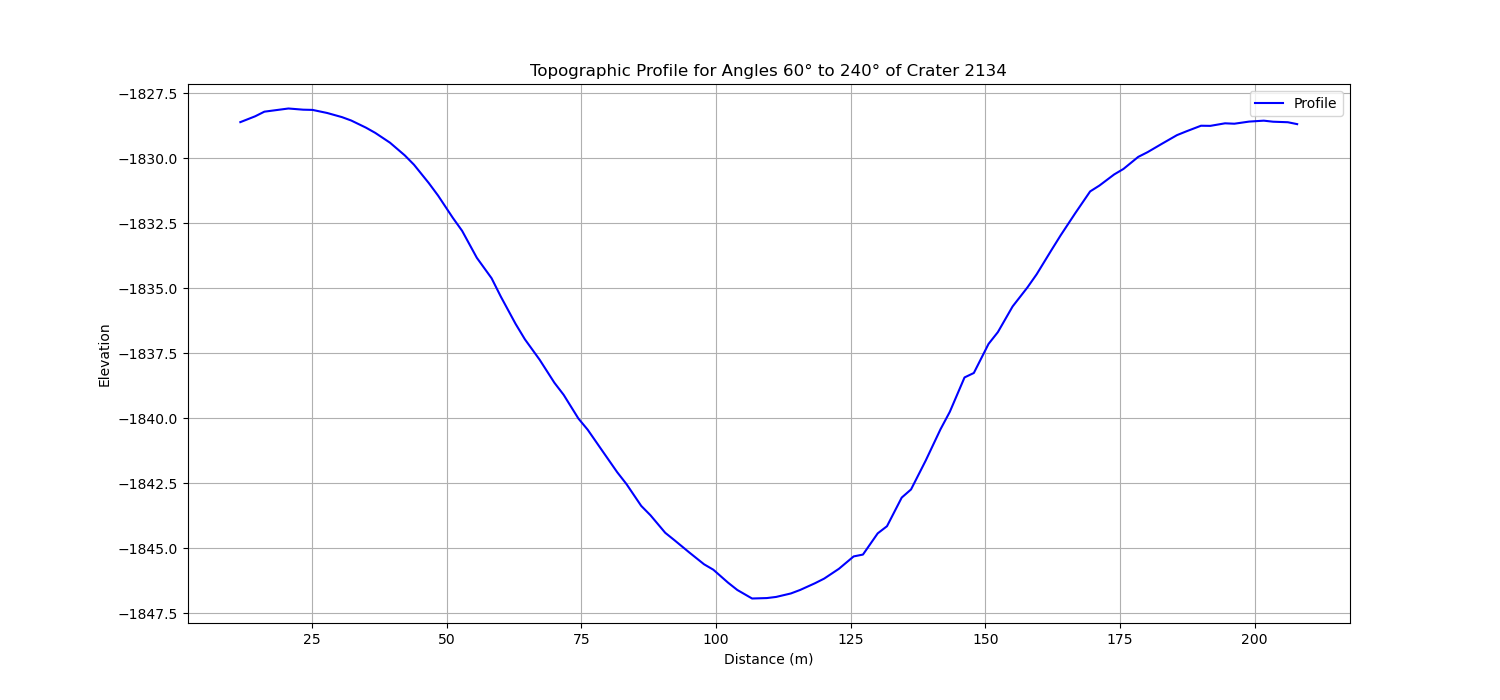 Topographic Profile for Angles 60° to 240° of Crater 2134
Profile
−1827.5
−1830.0
−1832.5
−1835.0
−1837.5
−1840.0
−1842.5
−1845.0
−1847.5
Elevation
25 50 75 100 125 150 175 200
Distance (m)